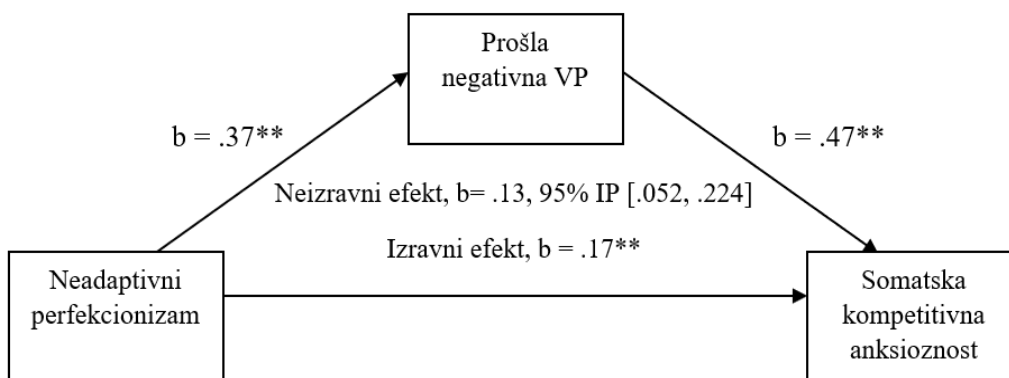 Prošla
negativna VP
b = .37**
b = .47**
Neizravni efekt, b= .13, 95% IP [.052, .224]
Izravni efekt, b = .17**
Neadaptivni
perfekcionizam
Somatska
kompetitivna
anksioznost